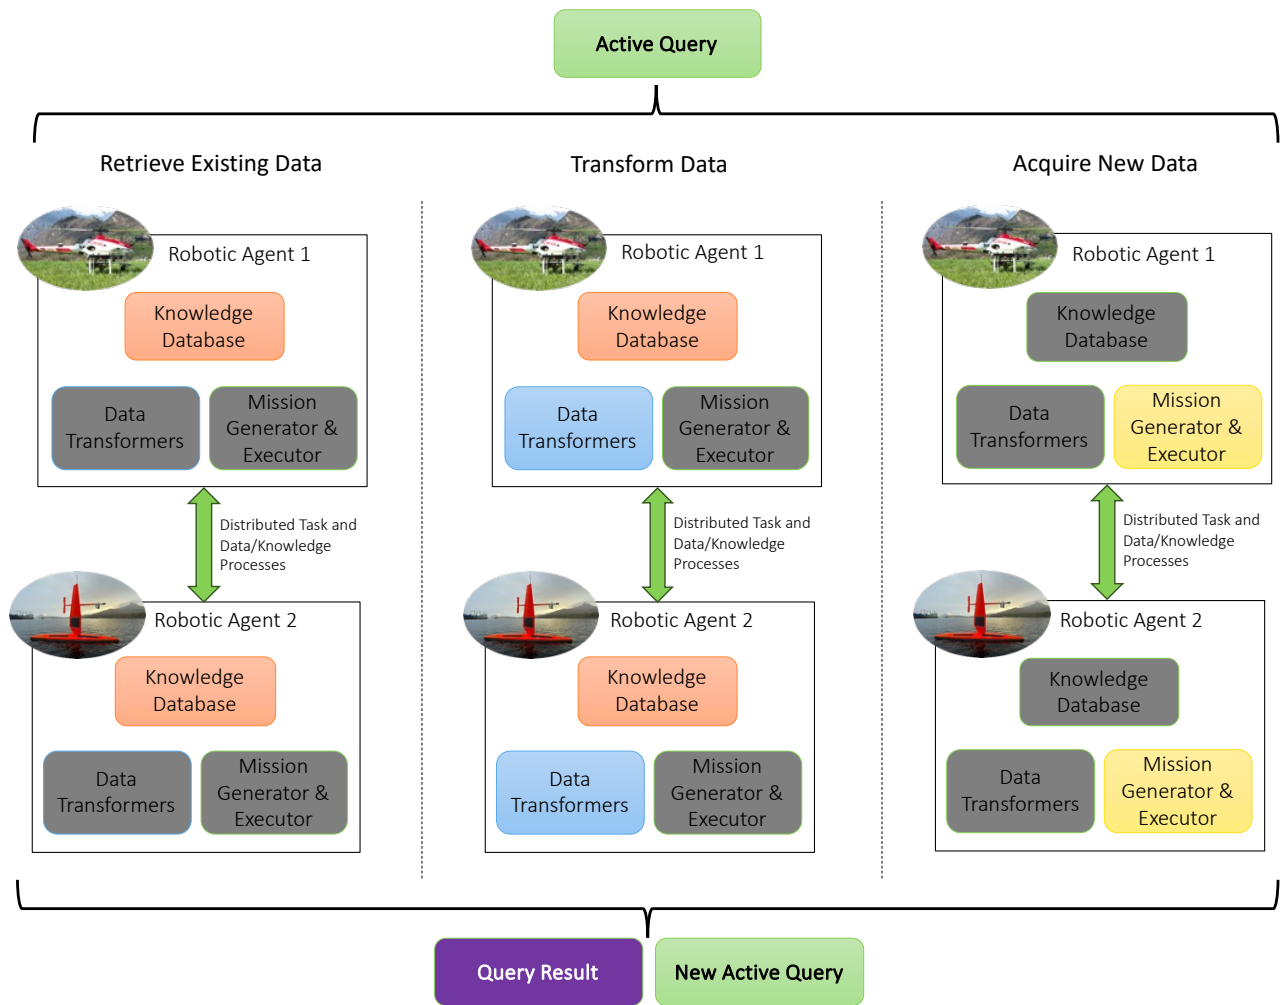 Active Query
Retrieve Existing Data
Transform Data
Acquire New Data
Robotic Agent 1
Knowledge
Database
Data
Transformers
Mission
Generator &
Executor
Distributed Task and
Data/Knowledge
Processes
Robotic Agent 2
Knowledge
Database
Data
Transformers
Mission
Generator &
Executor
Robotic Agent 1
Knowledge
Database
Data
Transformers
Mission
Generator &
Executor
Distributed Task and
Data/Knowledge
Processes
Robotic Agent 2
Knowledge
Database
Data
Transformers
Mission
Generator &
Executor
Robotic Agent 1
Knowledge
Database
Data
Transformers
Mission
Generator &
Executor
Distributed Task and
Data/Knowledge
Processes
Robotic Agent 2
Knowledge
Database
Data
Transformers
Mission
Generator &
Executor
Query Result
New Active Query